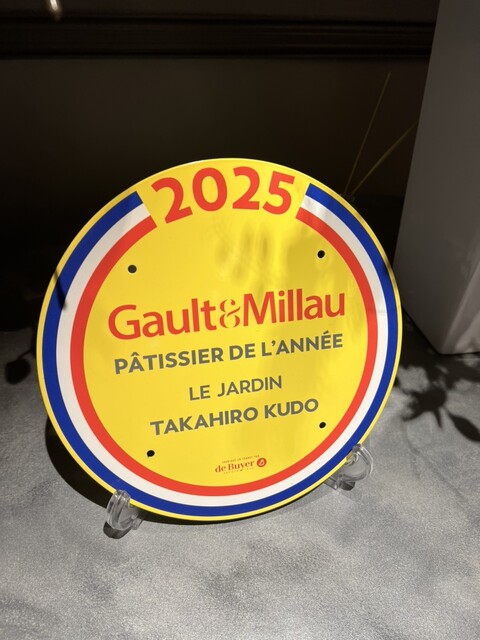 2025
Gault&Millau
PÂTISSIER DE L'ANNÉE
LE JARDIN
TAKAHIRO KUDO
de Buyer